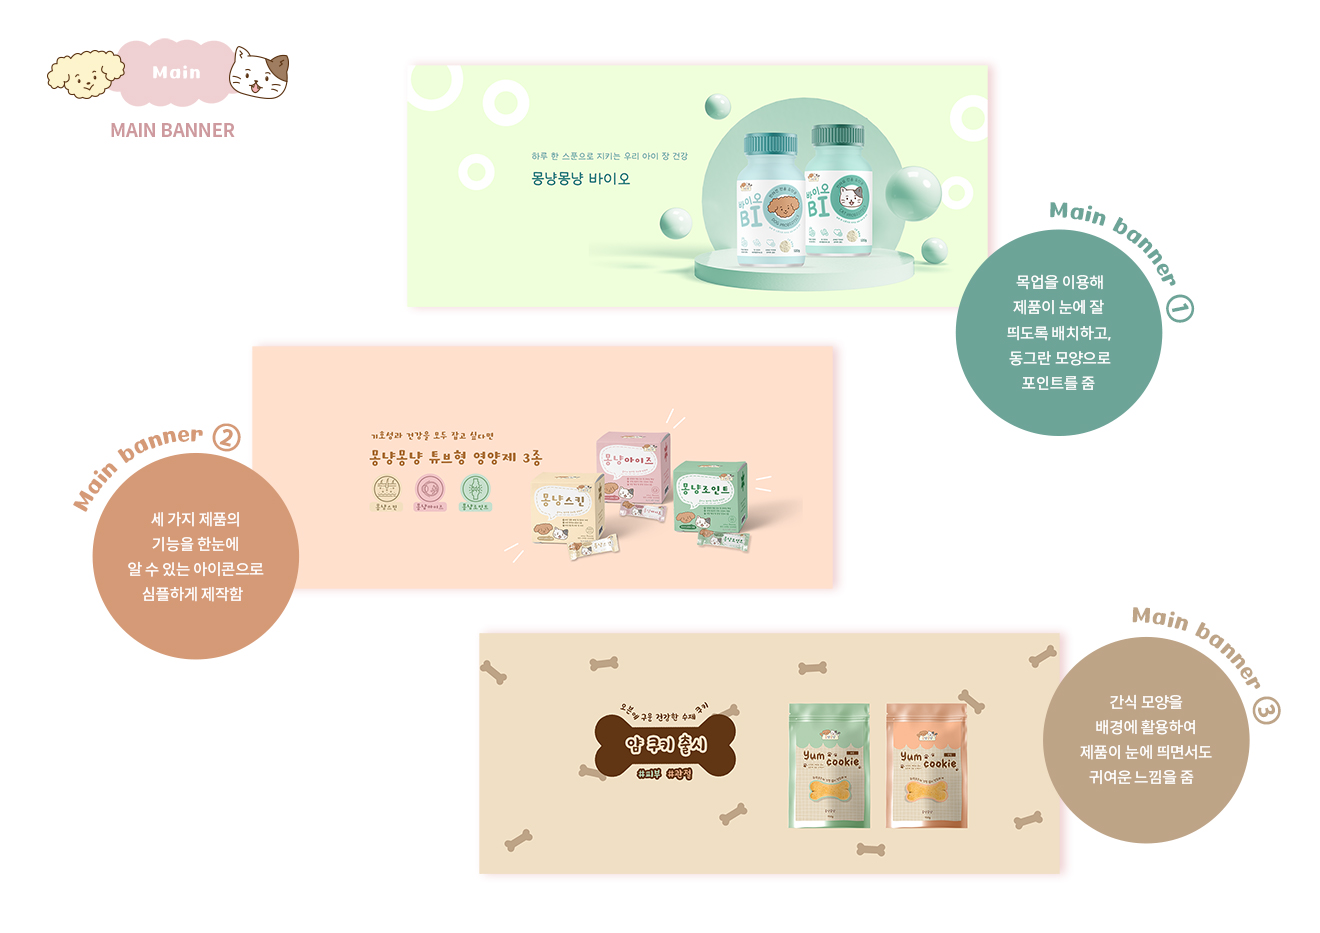 Main
MAIN BANNER
하루 한 스푼으로 지키는 우리 아이 장 건강
몽냥몽냥 바이오
바이오
BI
바이오
BI
Main banner ①
목업을 이용해
제품이 눈에 잘
띄도록 배치하고,
동그란 모양으로
포인트를 줌
기호성과 건강을 모두 잡고 싶다면
몽냥몽냥 튜브형 영양제 3종
몽냥스킨
몽냥아이즈
몽냥조인트
몽냥아이즈
몽냥조인트
몽냥스킨
Main banner ②
세 가지 제품의
기능을 한눈에
알 수 있는 아이콘으로
심플하게 제작함
오븐에 구운 건강한 수제 쿠키
얌 쿠키 출시
#피부 #관절
Yum
cookie
Yum
cookie
Main banner ③
간식 모양을
배경에 활용하여
제품이 눈에 띄면서도
귀여운 느낌을 줌